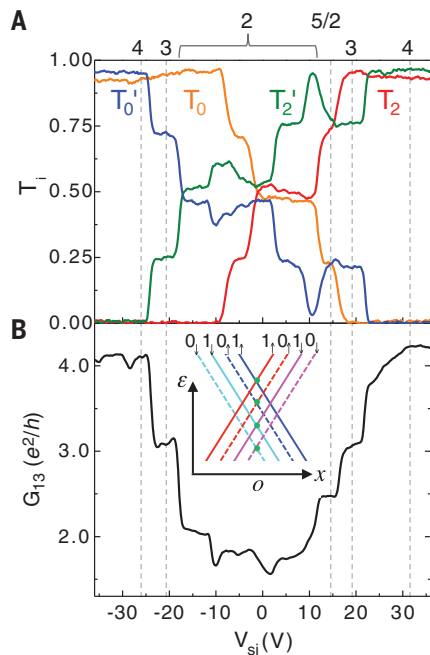 A
4 3 2 5/2 3 4
1.00
T₀' T₀ T₂' T₂
0.75
Tᵢ
0.50
0.25
0.00
B
0↓ 1↓ 0↑ 1↑ 1↑ 0↑ 1↓ 0↓
4.0
ε
3.0
G₁₃ (e²/h)
o x
2.0
-30 -20 -10 0 10 20 30
Vsi (V)